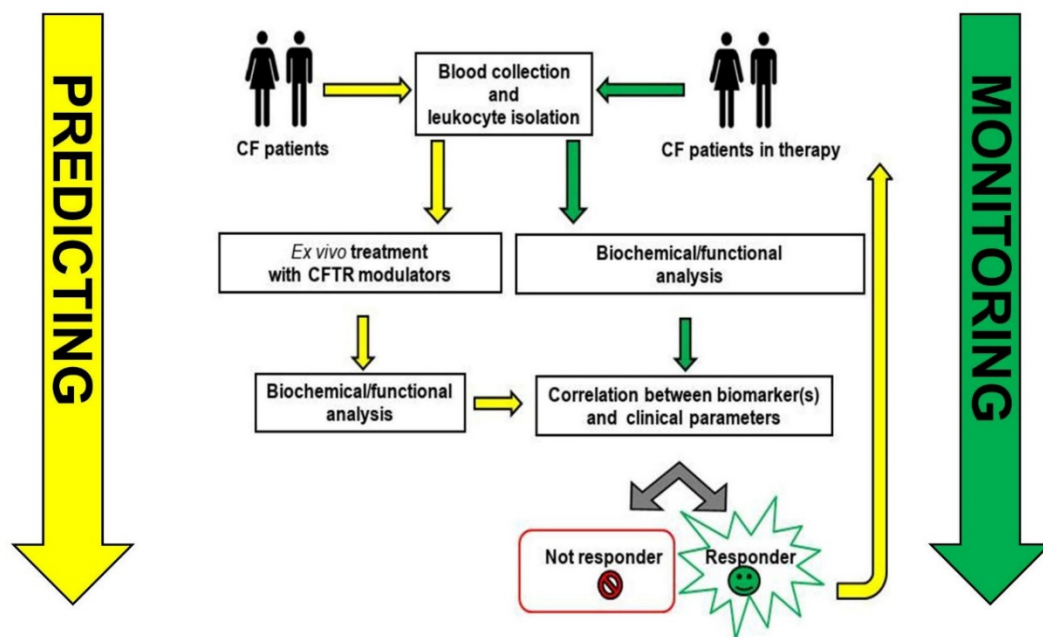 PREDICTING
CF patients
Blood collection
and
leukocyte isolation
CF patients in therapy
MONITORING
Ex vivo treatment
with CFTR modulators
Biochemical/functional
analysis
Biochemical/functional
analysis
Correlation between biomarker(s)
and clinical parameters
Not responder
Responder